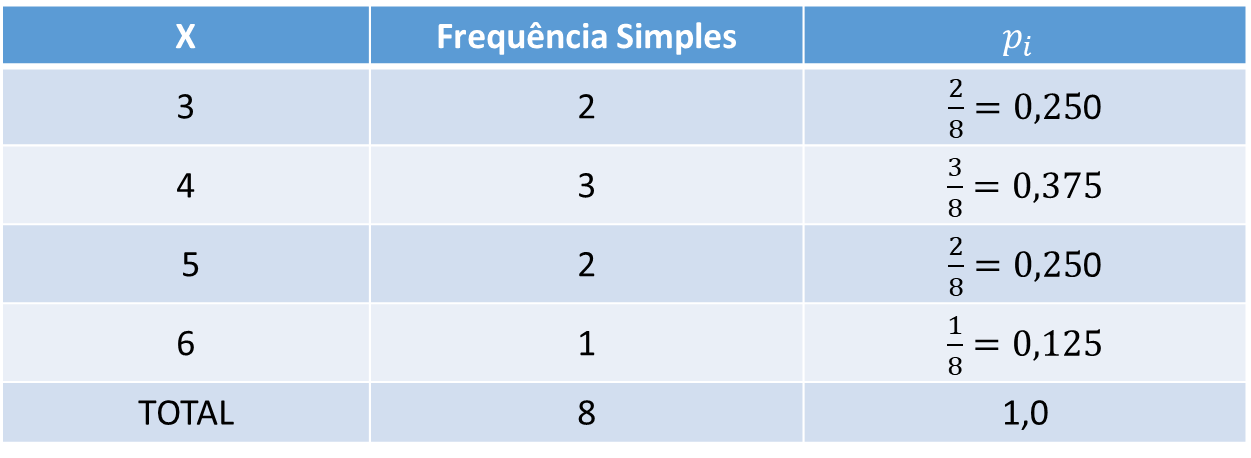 X Frequência Simples pᵢ
3 2 2/8 = 0,250
4 3 3/8 = 0,375
5 2 2/8 = 0,250
6 1 1/8 = 0,125
TOTAL 8 1,0